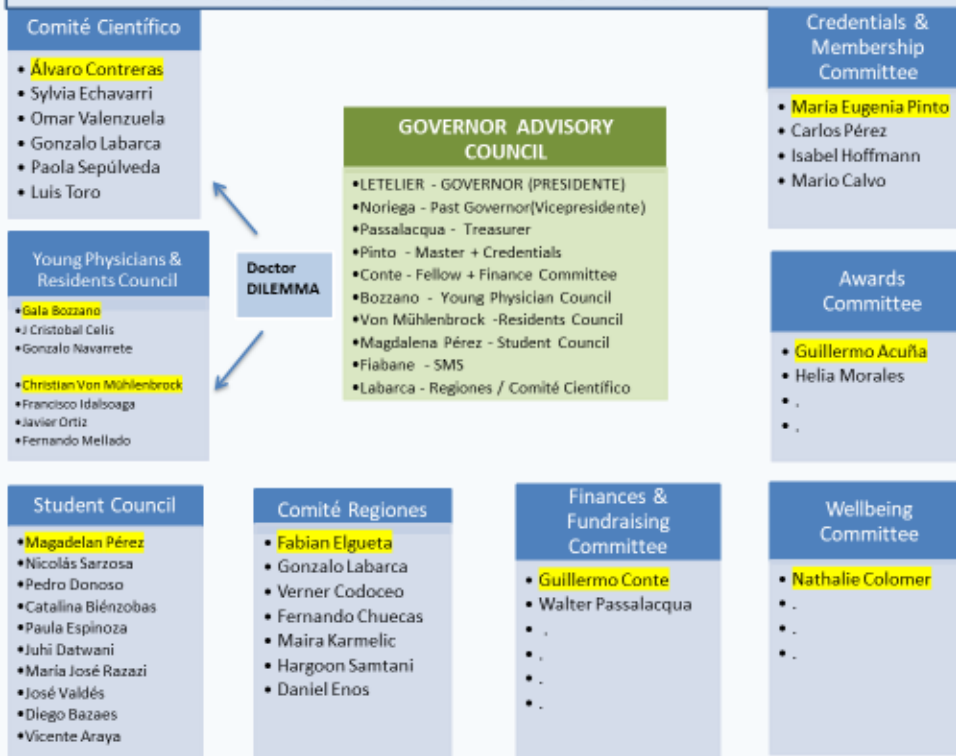 Comité Científico
• Álvaro Contreras
• Sylvia Echavarri
• Omar Valenzuela
• Gonzalo Labarca
• Paola Sepúlveda
• Luis Toro
Credentials &
Membership
Committee
• María Eugenia Pinto
• Carlos Pérez
• Isabel Hoffmann
• Mario Calvo
GOVERNOR ADVISORY
COUNCIL
•LETELIER - GOVERNOR (PRESIDENTE)
•Noriega - Past Governor(Vicepresidente)
•Passalacqua - Treasurer
•Pinto - Master + Credentials
•Conte - Fellow + Finance Committee
•Bozzano - Young Physician Council
•Von Mühlenbrock -Residents Council
•Magdalena Pérez - Student Council
•Fiabane - SMS
•Labarca - Regiones / Comité Científico
Doctor
DILEMMA
Young Physicians &
Residents Council
•Gala Bozzano
•J Cristobal Celis
•Gonzalo Navarrete
•Christian Von Mühlenbrock
•Francisco Idalsoaga
•Javier Ortiz
•Fernando Mellado
Awards
Committee
• Guillermo Acuña
• Helia Morales
• .
• .
Student Council
•Magadelan Pérez
•Nicolás Sarzosa
•Pedro Donoso
•Catalina Biénzobas
•Paula Espinoza
•Juhi Datwani
•María José Razazi
•José Valdés
•Diego Bazaes
•Vicente Araya
Comité Regiones
• Fabian Elgueta
• Gonzalo Labarca
• Verner Codoceo
• Fernando Chuecas
• Maira Karmelic
• Hargoon Samtani
• Daniel Enos
Finances &
Fundraising
Committee
• Guillermo Conte
• Walter Passalacqua
• .
• .
• .
• .
Wellbeing
Committee
• Nathalie Colomer
• .
• .
• .